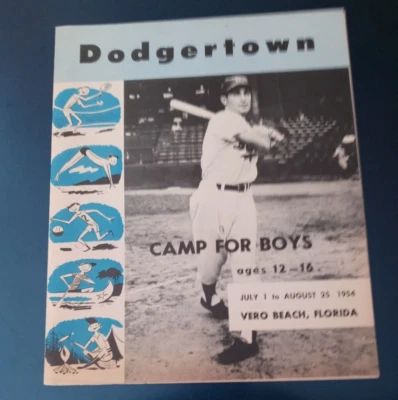 Dodgertown
CAMP FOR BOYS
ages 12–16
JULY 1 to AUGUST 25 1954
VERO BEACH, FLORIDA